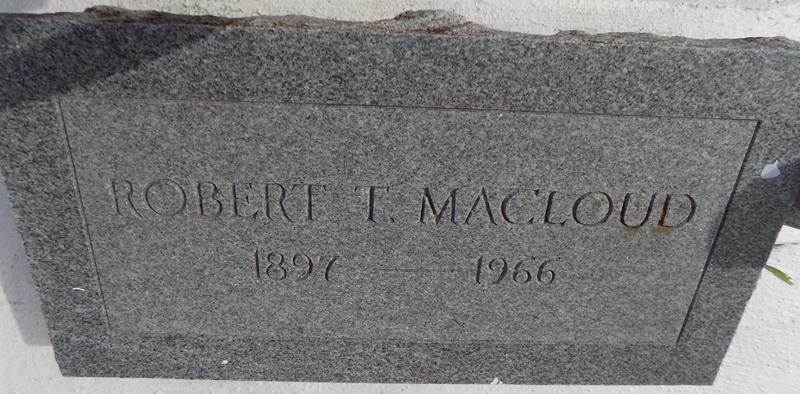 ROBERT T. MACLOUD
1897 — 1966